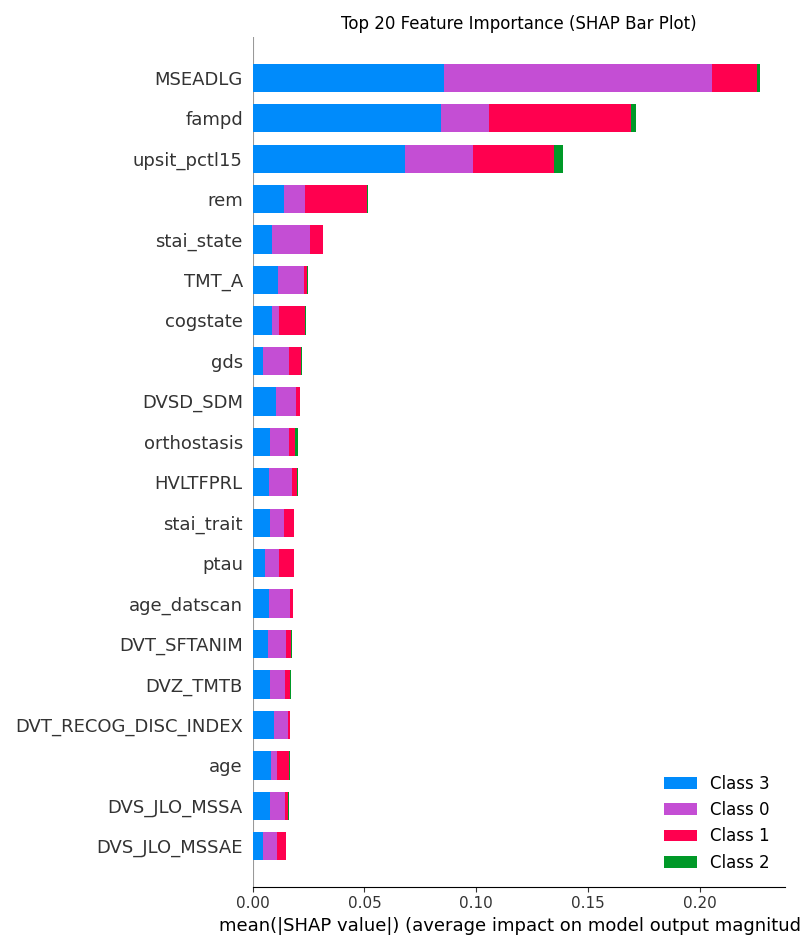 Top 20 Feature Importance (SHAP Bar Plot)
MSEADLG
fampd
upsit_pctl15
rem
stai_state
TMT_A
cogstate
gds
DVSD_SDM
orthostasis
HVLTFPRL
stai_trait
ptau
age_datscan
DVT_SFTANIM
DVZ_TMTB
DVT_RECOG_DISC_INDEX
age
DVS_JLO_MSSA
DVS_JLO_MSSAE
Class 3
Class 0
Class 1
Class 2
0.00 0.05 0.10 0.15 0.20
mean(|SHAP value|) (average impact on model output magnitud